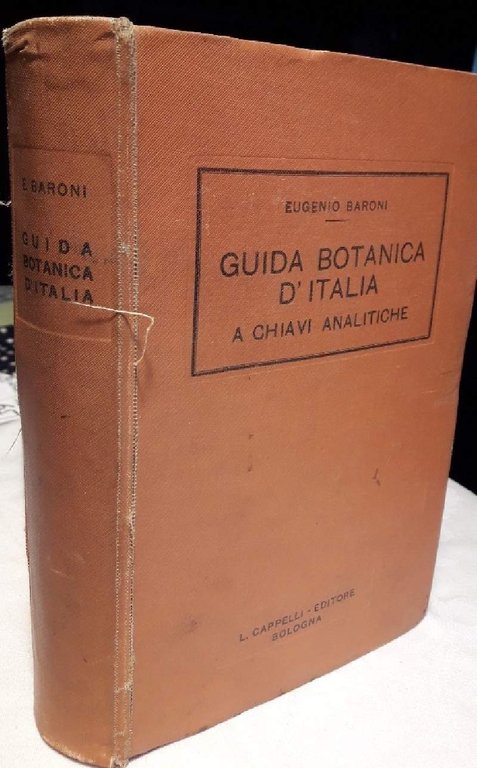 E. BARONI
GUIDA
BOTANICA
D'ITALIA
EUGENIO BARONI
GUIDA BOTANICA
D'ITALIA
A CHIAVI ANALITICHE
L. CAPPELLI - EDITORE
BOLOGNA